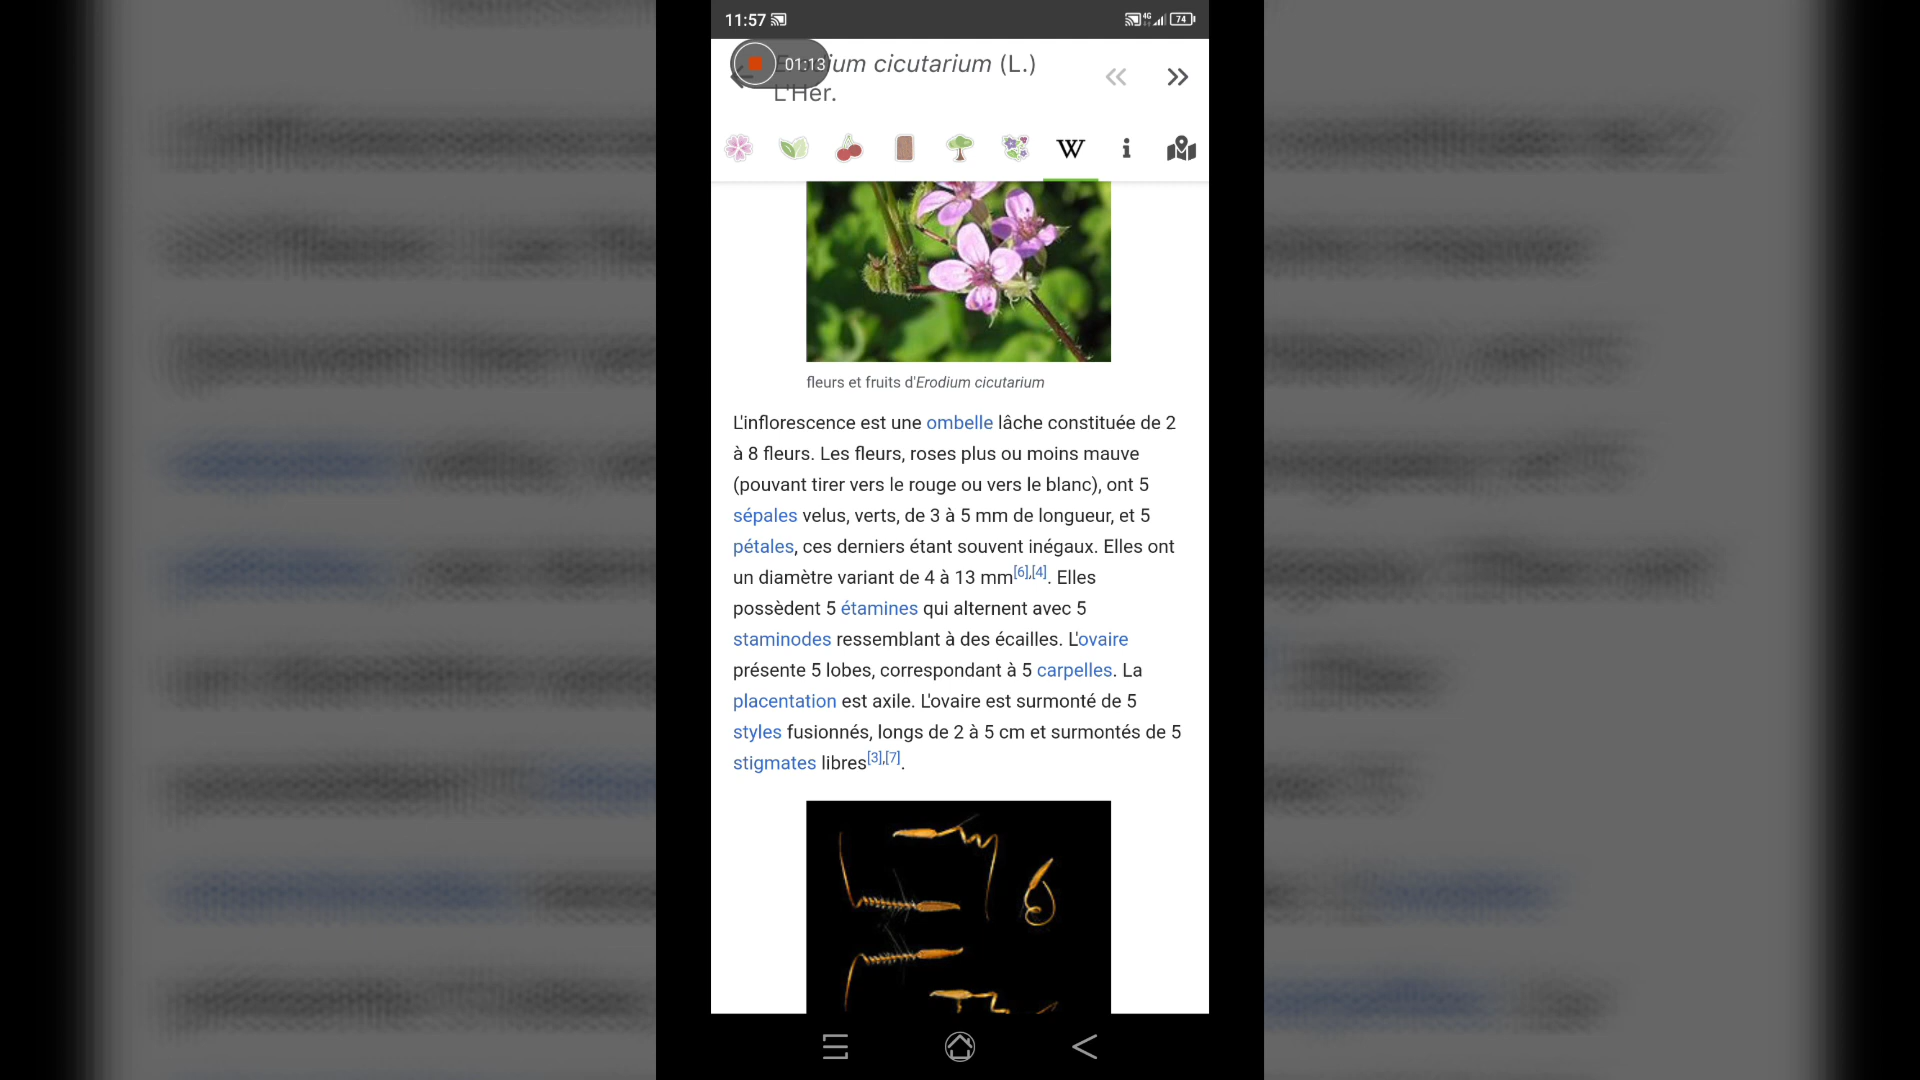 11:57
4G
74
01:13
ium cicutarium (L.)
L'Her.
W
i
fleurs et fruits d'Erodium cicutarium
L'inflorescence est une ombelle lâche constituée de 2
à 8 fleurs. Les fleurs, roses plus ou moins mauve
(pouvant tirer vers le rouge ou vers le blanc), ont 5
sépales velus, verts, de 3 à 5 mm de longueur, et 5
pétales, ces derniers étant souvent inégaux. Elles ont
un diamètre variant de 4 à 13 mm[6],[4]. Elles
possèdent 5 étamines qui alternent avec 5
staminodes ressemblant à des écailles. L'ovaire
présente 5 lobes, correspondant à 5 carpelles. La
placentation est axile. L'ovaire est surmonté de 5
styles fusionnés, longs de 2 à 5 cm et surmontés de 5
stigmates libres[3],[7].